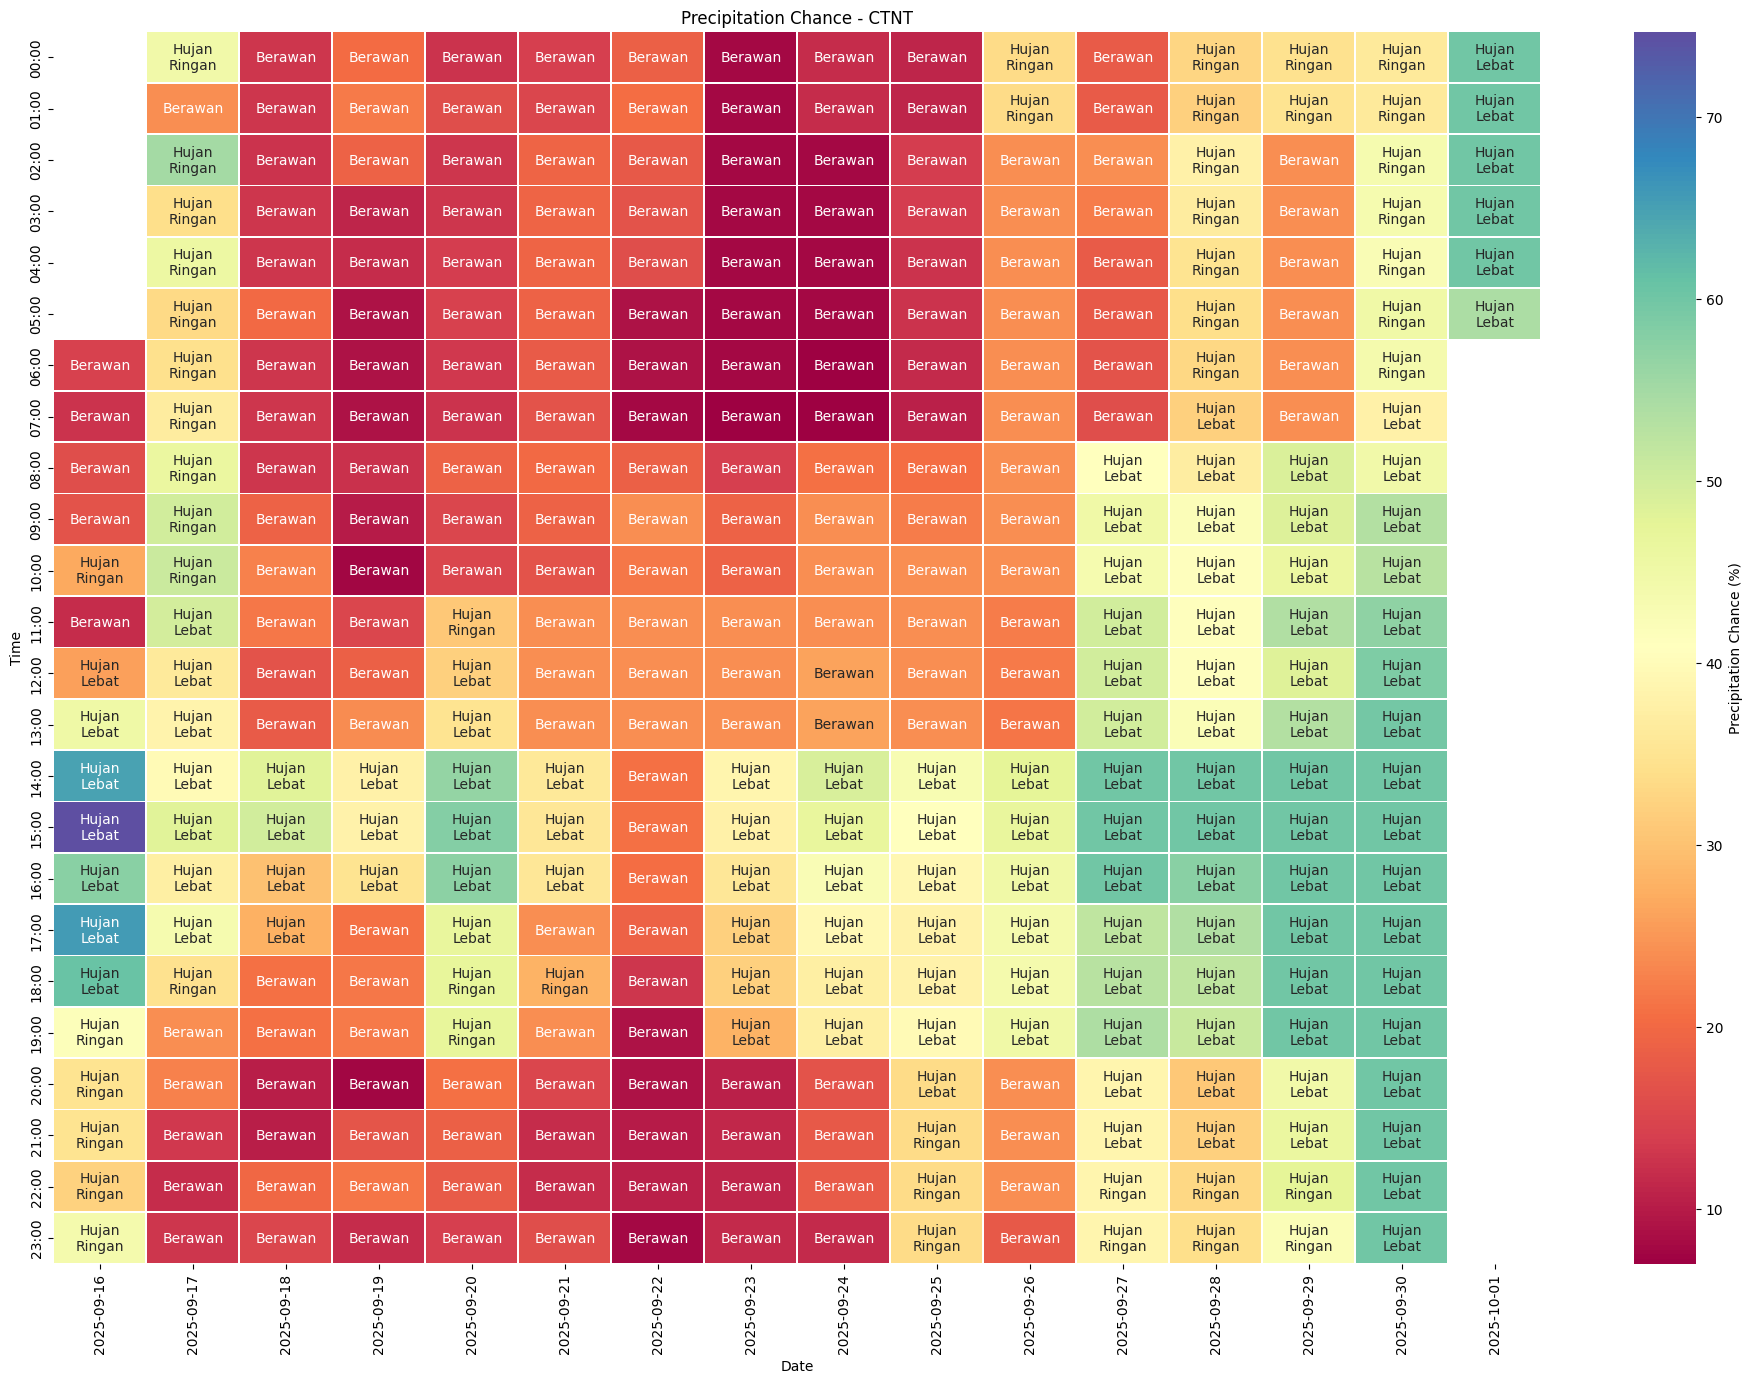 Precipitation Chance - CTNT
00:00 Hujan Ringan Berawan Berawan Berawan Berawan Berawan Berawan Berawan Berawan Hujan Ringan Berawan Hujan Ringan Hujan Ringan Hujan Ringan Hujan Lebat
01:00 Berawan Berawan Berawan Berawan Berawan Berawan Berawan Berawan Berawan Hujan Ringan Berawan Hujan Ringan Hujan Ringan Hujan Ringan Hujan Lebat
02:00 Hujan Ringan Berawan Berawan Berawan Berawan Berawan Berawan Berawan Berawan Berawan Berawan Hujan Ringan Berawan Hujan Ringan Hujan Lebat
03:00 Hujan Ringan Berawan Berawan Berawan Berawan Berawan Berawan Berawan Berawan Berawan Berawan Hujan Ringan Berawan Hujan Ringan Hujan Lebat
04:00 Hujan Ringan Berawan Berawan Berawan Berawan Berawan Berawan Berawan Berawan Berawan Berawan Hujan Ringan Berawan Hujan Ringan Hujan Lebat
05:00 Hujan Ringan Berawan Berawan Berawan Berawan Berawan Berawan Berawan Berawan Berawan Berawan Hujan Ringan Berawan Hujan Ringan Hujan Lebat
06:00 Berawan Hujan Ringan Berawan Berawan Berawan Berawan Berawan Berawan Berawan Berawan Berawan Berawan Hujan Ringan Berawan Hujan Ringan
07:00 Berawan Hujan Ringan Berawan Berawan Berawan Berawan Berawan Berawan Berawan Berawan Berawan Berawan Hujan Lebat Berawan Hujan Lebat
08:00 Berawan Hujan Ringan Berawan Berawan Berawan Berawan Berawan Berawan Berawan Berawan Berawan Hujan Lebat Hujan Lebat Hujan Lebat Hujan Lebat
09:00 Berawan Hujan Ringan Berawan Berawan Berawan Berawan Berawan Berawan Berawan Berawan Berawan Hujan Lebat Hujan Lebat Hujan Lebat Hujan Lebat
10:00 Hujan Ringan Hujan Ringan Berawan Berawan Berawan Berawan Berawan Berawan Berawan Berawan Berawan Hujan Lebat Hujan Lebat Hujan Lebat Hujan Lebat
11:00 Berawan Hujan Lebat Berawan Berawan Hujan Ringan Berawan Berawan Berawan Berawan Berawan Berawan Hujan Lebat Hujan Lebat Hujan Lebat Hujan Lebat
12:00 Hujan Lebat Hujan Lebat Berawan Berawan Hujan Lebat Berawan Berawan Berawan Berawan Berawan Berawan Hujan Lebat Hujan Lebat Hujan Lebat Hujan Lebat
13:00 Hujan Lebat Hujan Lebat Berawan Berawan Hujan Lebat Berawan Berawan Berawan Berawan Berawan Berawan Hujan Lebat Hujan Lebat Hujan Lebat Hujan Lebat
14:00 Hujan Lebat Hujan Lebat Hujan Lebat Hujan Lebat Hujan Lebat Hujan Lebat Berawan Hujan Lebat Hujan Lebat Hujan Lebat Hujan Lebat Hujan Lebat Hujan Lebat Hujan Lebat Hujan Lebat
15:00 Hujan Lebat Hujan Lebat Hujan Lebat Hujan Lebat Hujan Lebat Hujan Lebat Berawan Hujan Lebat Hujan Lebat Hujan Lebat Hujan Lebat Hujan Lebat Hujan Lebat Hujan Lebat Hujan Lebat
16:00 Hujan Lebat Hujan Lebat Hujan Lebat Hujan Lebat Hujan Lebat Hujan Lebat Berawan Hujan Lebat Hujan Lebat Hujan Lebat Hujan Lebat Hujan Lebat Hujan Lebat Hujan Lebat Hujan Lebat
17:00 Hujan Lebat Hujan Lebat Hujan Lebat Berawan Hujan Lebat Berawan Berawan Hujan Lebat Hujan Lebat Hujan Lebat Hujan Lebat Hujan Lebat Hujan Lebat Hujan Lebat Hujan Lebat
18:00 Hujan Lebat Hujan Ringan Berawan Berawan Hujan Ringan Hujan Ringan Berawan Hujan Lebat Hujan Lebat Hujan Lebat Hujan Lebat Hujan Lebat Hujan Lebat Hujan Lebat Hujan Lebat
19:00 Hujan Ringan Berawan Berawan Berawan Hujan Ringan Berawan Berawan Hujan Lebat Hujan Lebat Hujan Lebat Hujan Lebat Hujan Lebat Hujan Lebat Hujan Lebat Hujan Lebat
20:00 Hujan Ringan Berawan Berawan Berawan Berawan Berawan Berawan Berawan Berawan Hujan Lebat Berawan Hujan Lebat Hujan Lebat Hujan Lebat Hujan Lebat
21:00 Hujan Ringan Berawan Berawan Berawan Berawan Berawan Berawan Berawan Berawan Hujan Ringan Berawan Hujan Lebat Hujan Lebat Hujan Lebat Hujan Lebat
22:00 Hujan Ringan Berawan Berawan Berawan Berawan Berawan Berawan Berawan Berawan Hujan Ringan Berawan Hujan Ringan Hujan Ringan Hujan Ringan Hujan Lebat
23:00 Hujan Ringan Berawan Berawan Berawan Berawan Berawan Berawan Berawan Berawan Hujan Ringan Berawan Hujan Ringan Hujan Ringan Hujan Ringan Hujan Lebat
Time
2025-09-16 2025-09-17 2025-09-18 2025-09-19 2025-09-20 2025-09-21 2025-09-22 2025-09-23 2025-09-24 2025-09-25 2025-09-26 2025-09-27 2025-09-28 2025-09-29 2025-09-30 2025-10-01
Date
70
60
50
40
30
20
10
Precipitation Chance (%)